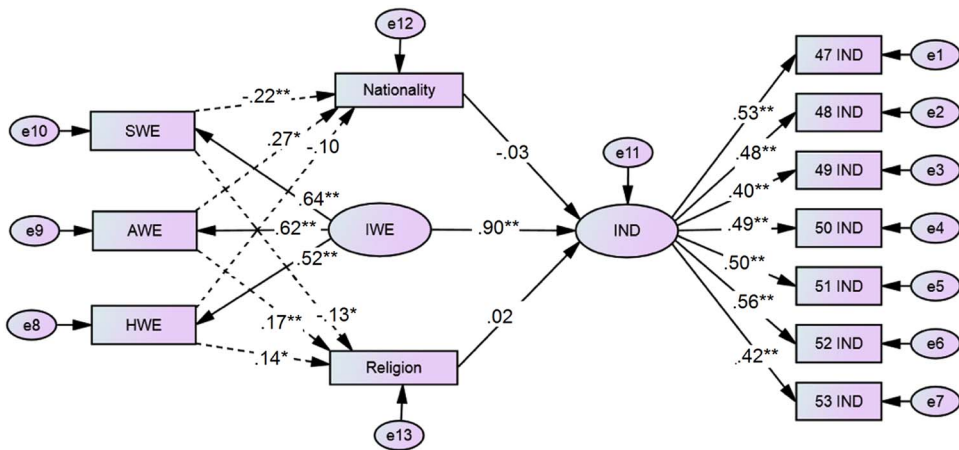 e12
Nationality
e10
SWE
-.22**
.27*
-.10
e9
AWE
.64**
.62**
.52**
IWE
e8
HWE
-.13*
.17**
.14*
Religion
e13
-.03
.90**
.02
e11
IND
.53**
.48**
.40**
.49**
.50**
.56**
.42**
47 IND
e1
48 IND
e2
49 IND
e3
50 IND
e4
51 IND
e5
52 IND
e6
53 IND
e7